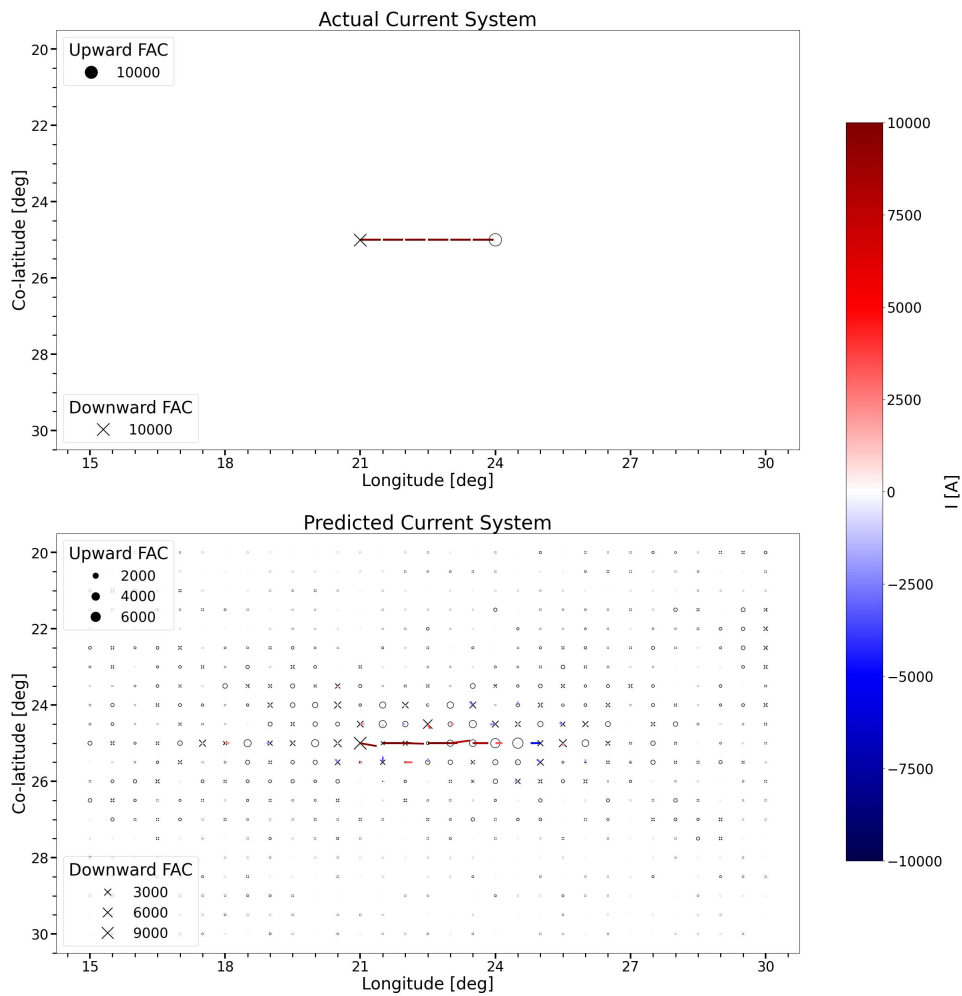 Actual Current System
Upward FAC
10000
Downward FAC
10000
20
22
24
26
28
30
Co-latitude [deg]
15 18 21 24 27 30
Longitude [deg]
Predicted Current System
Upward FAC
2000
4000
6000
Downward FAC
3000
6000
9000
20
22
24
26
28
30
Co-latitude [deg]
15 18 21 24 27 30
Longitude [deg]
10000
7500
5000
2500
0
−2500
−5000
−7500
−10000
I [A]